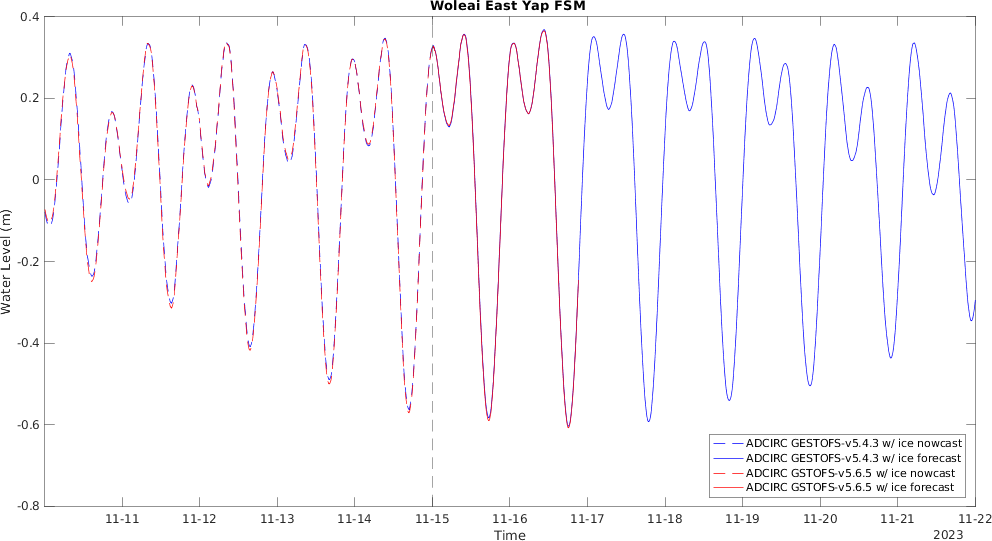 Woleai East Yap FSM
0.4
0.2
0
-0.2
-0.4
-0.6
-0.8
Water Level (m)
ADCIRC GESTOFS-v5.4.3 w/ ice nowcast
ADCIRC GESTOFS-v5.4.3 w/ ice forecast
ADCIRC GSTOFS-v5.6.5 w/ ice nowcast
ADCIRC GSTOFS-v5.6.5 w/ ice forecast
11-11 11-12 11-13 11-14 11-15 11-16 11-17 11-18 11-19 11-20 11-21 11-22
Time
2023